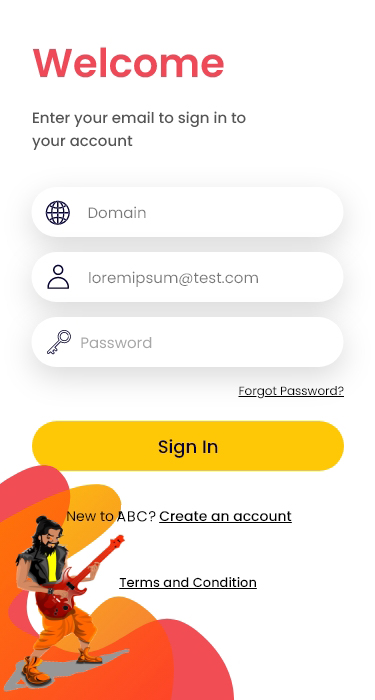 Welcome
Enter your email to sign in to
your account
Domain
loremipsum@test.com
Password
Forgot Password?
Sign In
New to ABC? Create an account
Terms and Condition